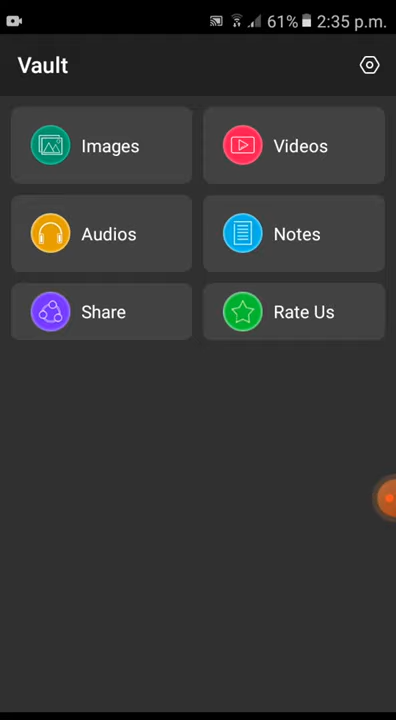 61% 2:35 p.m.
Vault
Images
Videos
Audios
Notes
Share
Rate Us